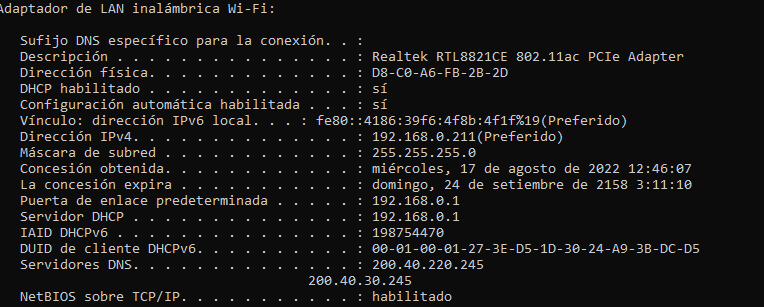 Adaptador de LAN inalámbrica Wi-Fi:
Sufijo DNS específico para la conexión. . :
Descripción . . . . . . . . . . . . . . . : Realtek RTL8821CE 802.11ac PCIe Adapter
Dirección física. . . . . . . . . . . . . : D8-C0-A6-FB-2B-2D
DHCP habilitado . . . . . . . . . . . . . : sí
Configuración automática habilitada . . . : sí
Vínculo: dirección IPv6 local. . . : fe80::4186:39f6:4f8b:4f1f%19(Preferido)
Dirección IPv4. . . . . . . . . . . . . . : 192.168.0.211(Preferido)
Máscara de subred . . . . . . . . . . . . : 255.255.255.0
Concesión obtenida. . . . . . . . . . . . : miércoles, 17 de agosto de 2022 12:46:07
La concesión expira . . . . . . . . . . . : domingo, 24 de setiembre de 2158 3:11:10
Puerta de enlace predeterminada . . . . . : 192.168.0.1
Servidor DHCP . . . . . . . . . . . . . . : 192.168.0.1
IAID DHCPv6 . . . . . . . . . . . . . . . : 198754470
DUID de cliente DHCPv6. . . . . . . . . . : 00-01-00-01-27-3E-D5-1D-30-24-A9-3B-DC-D5
Servidores DNS. . . . . . . . . . . . . . : 200.40.220.245
200.40.30.245
NetBIOS sobre TCP/IP. . . . . . . . . . . : habilitado